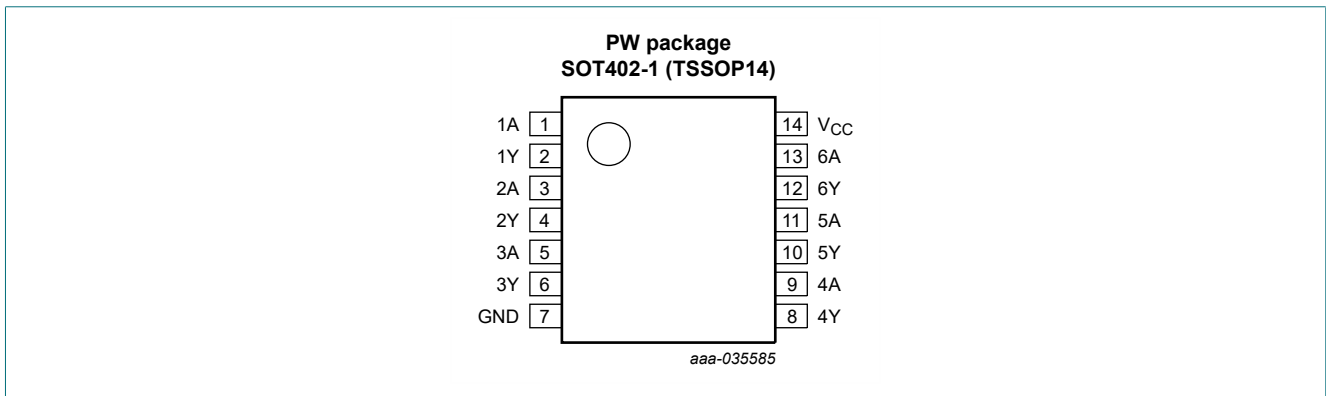 PW package
SOT402-1 (TSSOP14)
1A 1 14 VCC
1Y 2 13 6A
2A 3 12 6Y
2Y 4 11 5A
3A 5 10 5Y
3Y 6 9 4A
GND 7 8 4Y
aaa-035585